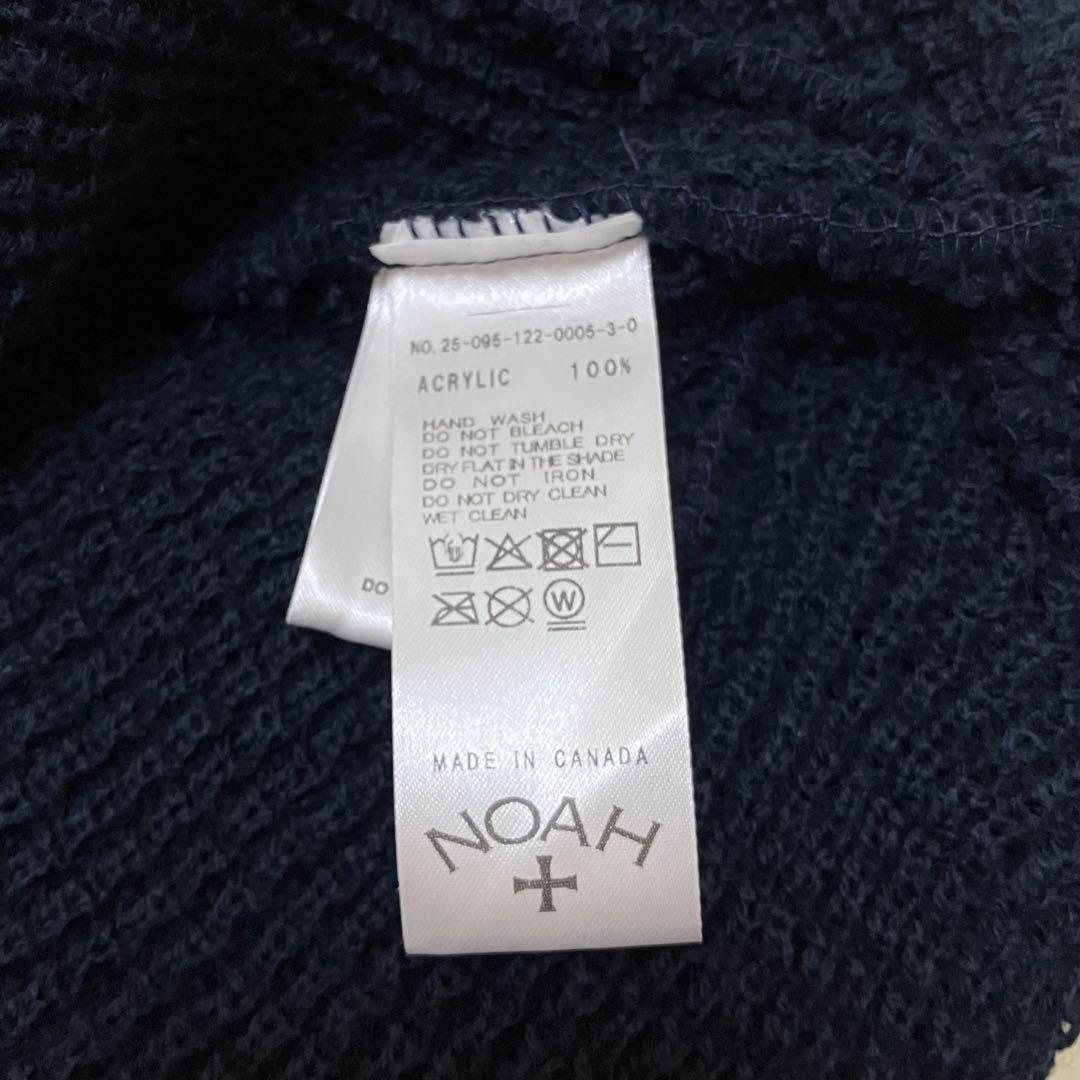 NO. 25-095-122-0005-3-0
ACRYLIC 100%
HAND WASH
DO NOT BLEACH
DO NOT TUMBLE DRY
DRY FLAT IN THE SHADE
DO NOT IRON
DO NOT DRY CLEAN
WET CLEAN
W
DO
MADE IN CANADA
NOAH